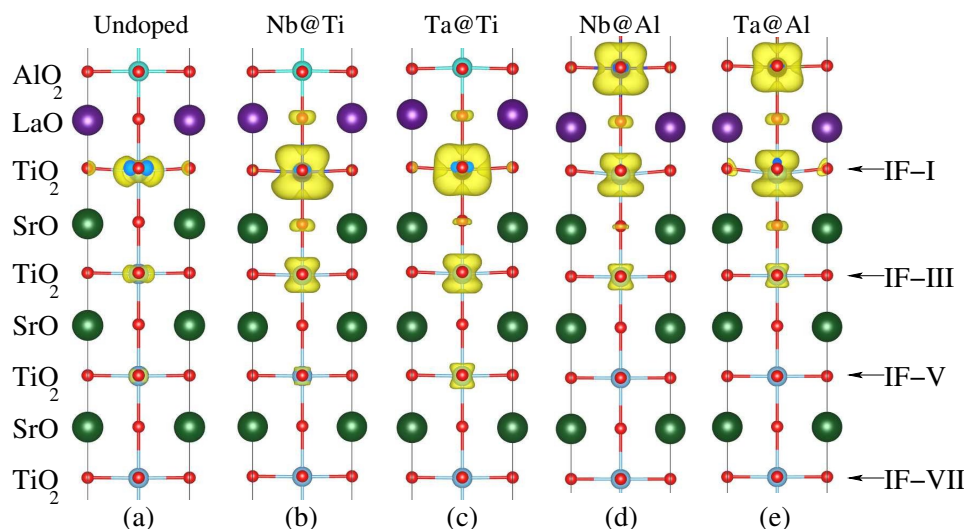 Undoped Nb@Ti Ta@Ti Nb@Al Ta@Al
AlO2
LaO
TiO2 IF-I
SrO
TiO2 IF-III
SrO
TiO2 IF-V
SrO
TiO2 IF-VII
(a) (b) (c) (d) (e)